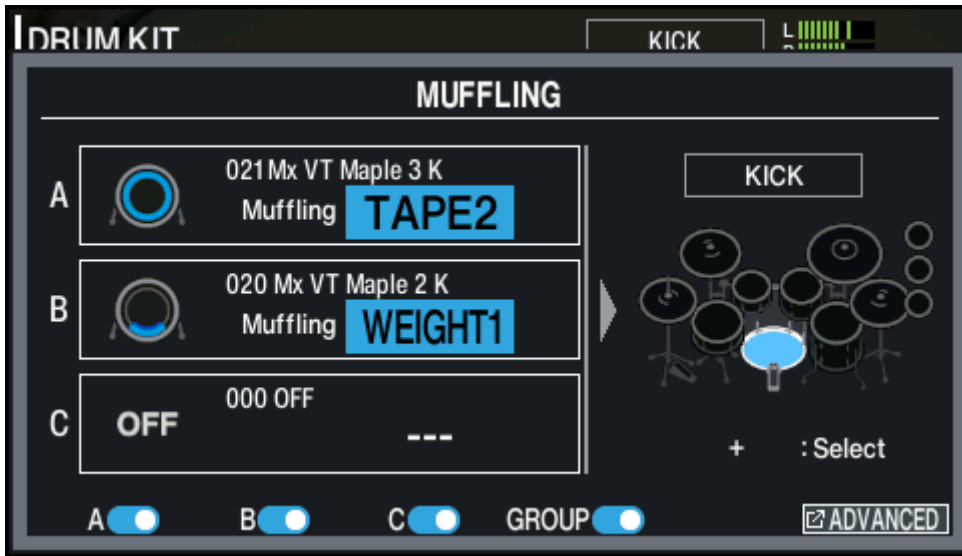 DRUM KIT
KICK
L
R
MUFFLING
A
021 Mx VT Maple 3 K
Muffling TAPE2
B
020 Mx VT Maple 2 K
Muffling WEIGHT1
C
OFF
000 OFF
---
KICK
+ :Select
A B C GROUP
ADVANCED